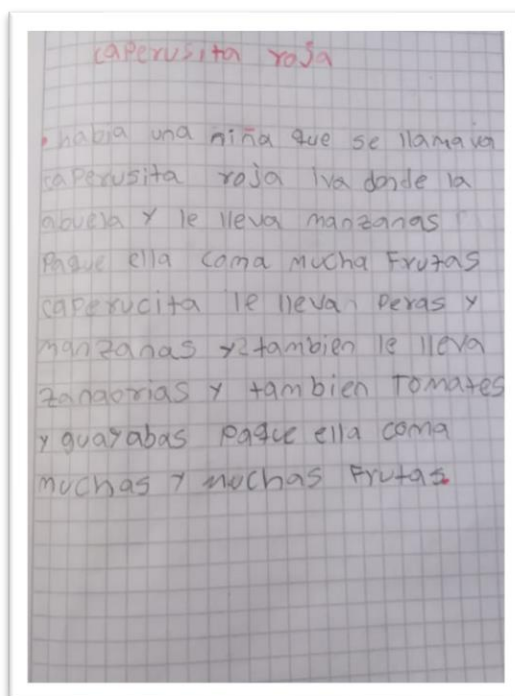 caperusita roja
habia una niña que se llamava
caperusita roja iva donde la
abuela y le lleva manzanas
Paque ella coma mucha Frutas
caperucita le llevan Peras y
manzanas y también le lleva
zanaorias y tambien Tomates
y guayabas paque ella coma
muchas y muchas Frutas.